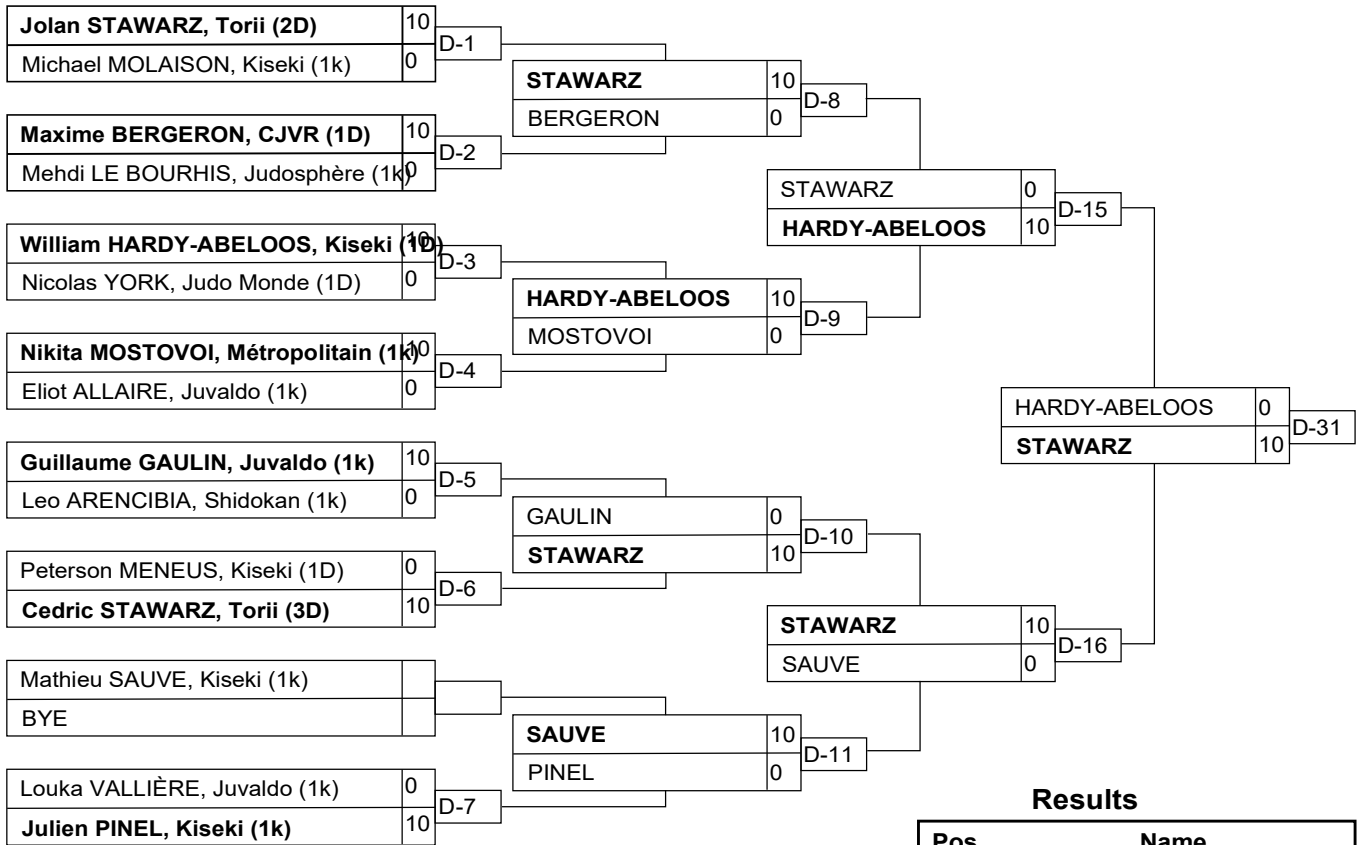 Jolan STAWARZ, Torii (2D) 10
D-1
Michael MOLAISON, Kiseki (1k) 0
STAWARZ 10
D-8
BERGERON 0
Maxime BERGERON, CJVR (1D) 10
D-2
Mehdi LE BOURHIS, Judosphère (1k) 0
STAWARZ 0
D-15
HARDY-ABELOOS 10
William HARDY-ABELOOS, Kiseki (1D) 10
D-3
Nicolas YORK, Judo Monde (1D) 0
HARDY-ABELOOS 10
D-9
MOSTOVOI 0
Nikita MOSTOVOI, Métropolitain (1k) 10
D-4
Eliot ALLAIRE, Juvaldo (1k) 0
HARDY-ABELOOS 0
D-31
STAWARZ 10
Guillaume GAULIN, Juvaldo (1k) 10
D-5
Leo ARENCIBIA, Shidokan (1k) 0
GAULIN 0
D-10
STAWARZ 10
Peterson MENEUS, Kiseki (1D) 0
D-6
Cedric STAWARZ, Torii (3D) 10
STAWARZ 10
D-16
SAUVE 0
Mathieu SAUVE, Kiseki (1k)
BYE
SAUVE 10
D-11
PINEL 0
Louka VALLIÈRE, Juvaldo (1k) 0
D-7
Julien PINEL, Kiseki (1k) 10
Results
Pos Name